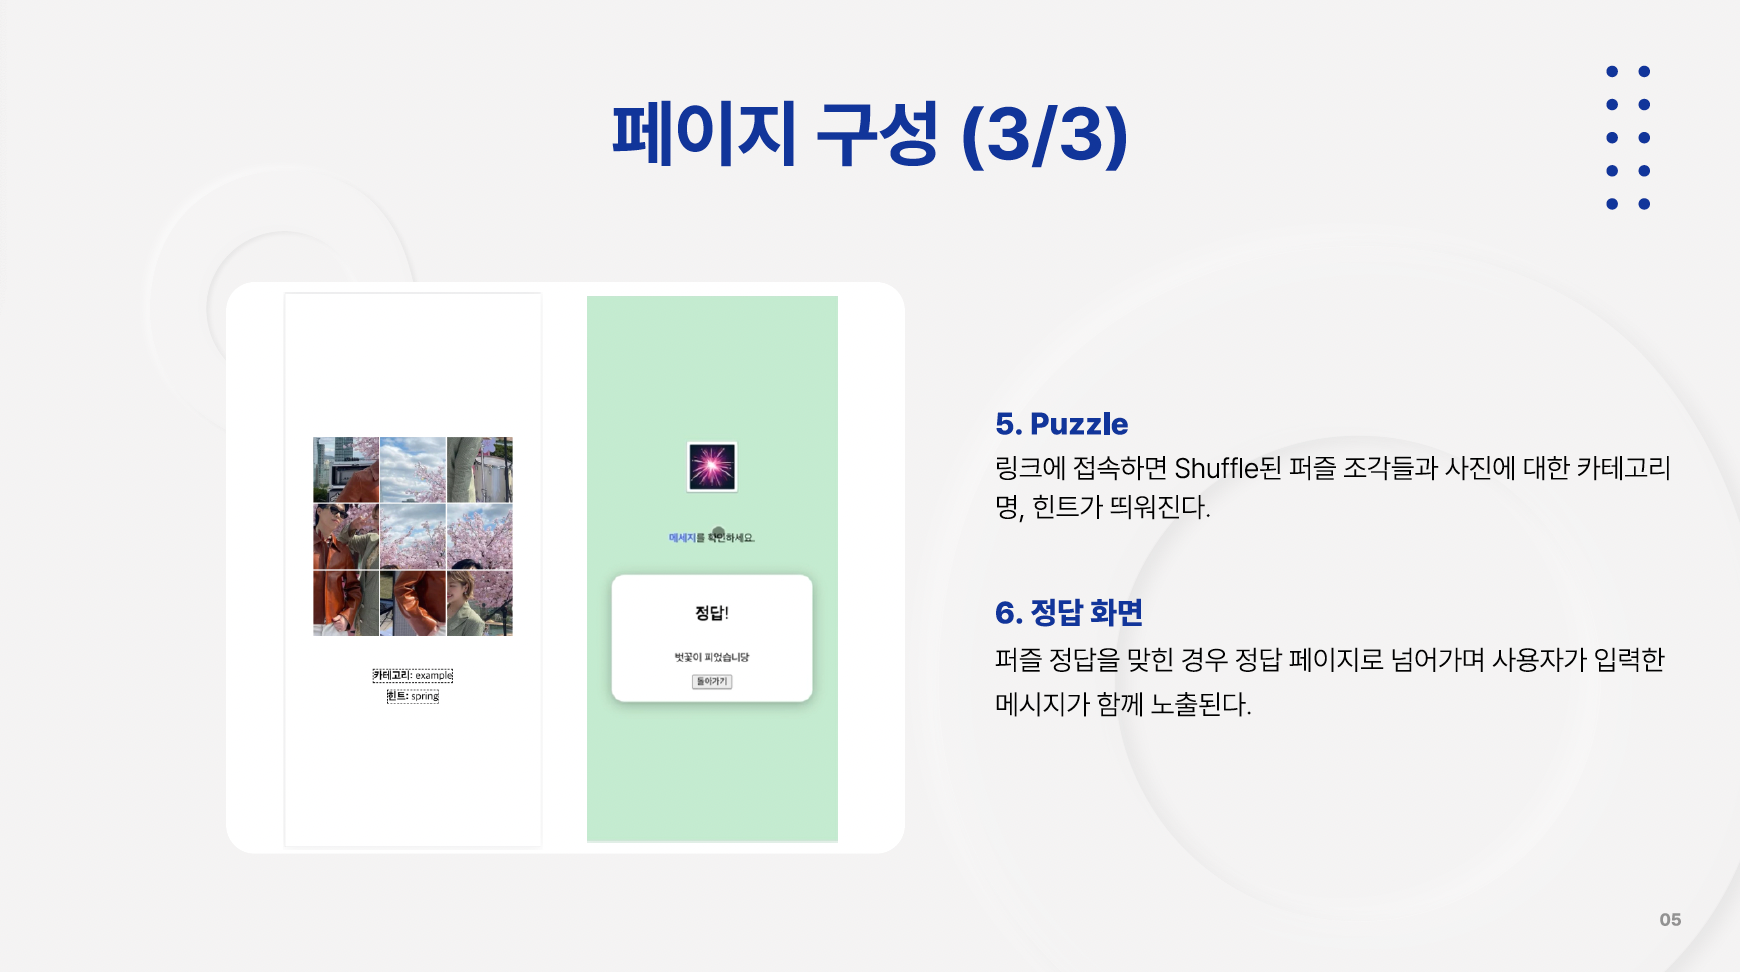 페이지 구성 (3/3)
카테고리: example
힌트: spring
메세지를 확인하세요.
정답!
벗꽃이 피었습니당
돌아가기
5. Puzzle
링크에 접속하면 Shuffle된 퍼즐 조각들과 사진에 대한 카테고리
명, 힌트가 띄워진다.
6. 정답 화면
퍼즐 정답을 맞힌 경우 정답 페이지로 넘어가며 사용자가 입력한
메시지가 함께 노출된다.
05